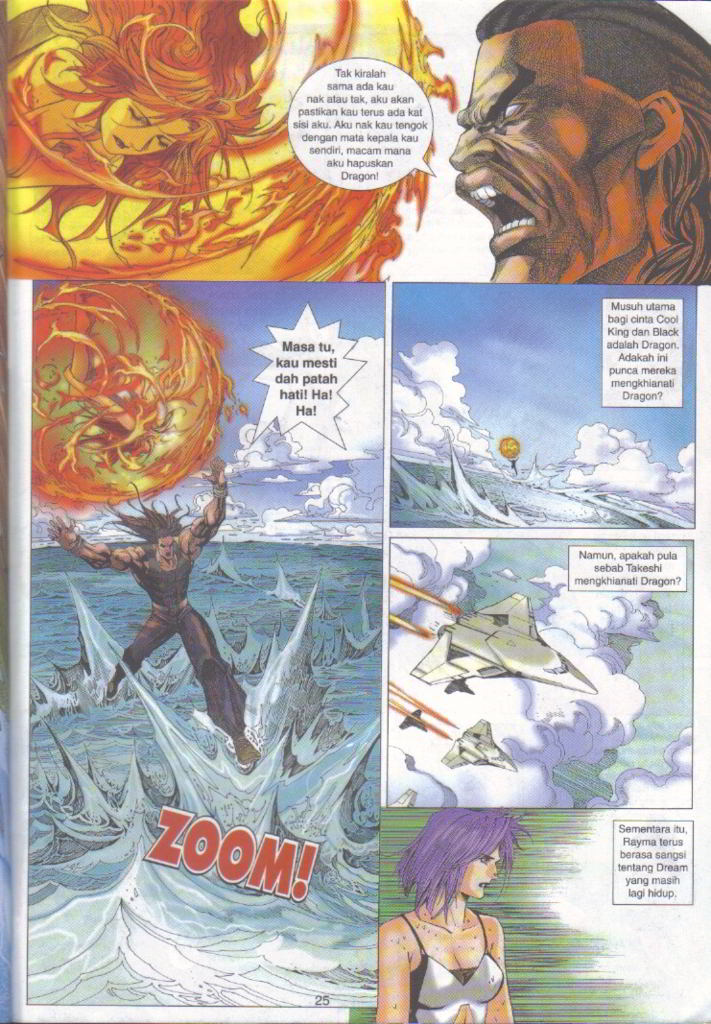 Tak kiralah
sama ada kau
nak atau tak, aku akan
pastikan kau terus ada kat
sisi aku. Aku nak kau tengok
dengan mata kepala kau
sendiri, macam mana
aku hapuskan
Dragon!
Masa tu,
kau mesti
dah patah
hati! Ha!
Ha!
Musuh utama
bagi cinta Cool
King dan Black
adalah Dragon.
Adakah ini
punca mereka
mengkhianati
Dragon?
Namun, apakah pula
sebab Takeshi
mengkhianati Dragon?
ZOOM!
Sementara itu,
Rayma terus
berasa sangsi
tentang Dream
yang masih
lagi hidup.
25